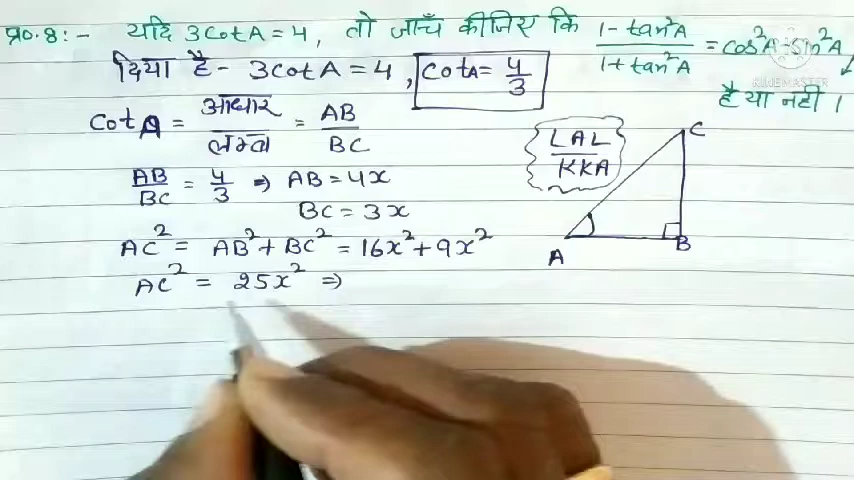 प्र०.8:- यदि 3cotA = 4, तो जाँच कीजिए कि (1-tan²A)/(1+tan²A) = cos²A-sin²A
है या नहीं ।
दिया है- 3cotA = 4, cotA = 4/3
cotA = आधार/लम्ब = AB/BC
LAL/KKA
AB/BC = 4/3 ⇒ AB = 4x
BC = 3x
AC² = AB² + BC² = 16x² + 9x²
AC² = 25x² ⇒
A
B
C
KINEMASTER